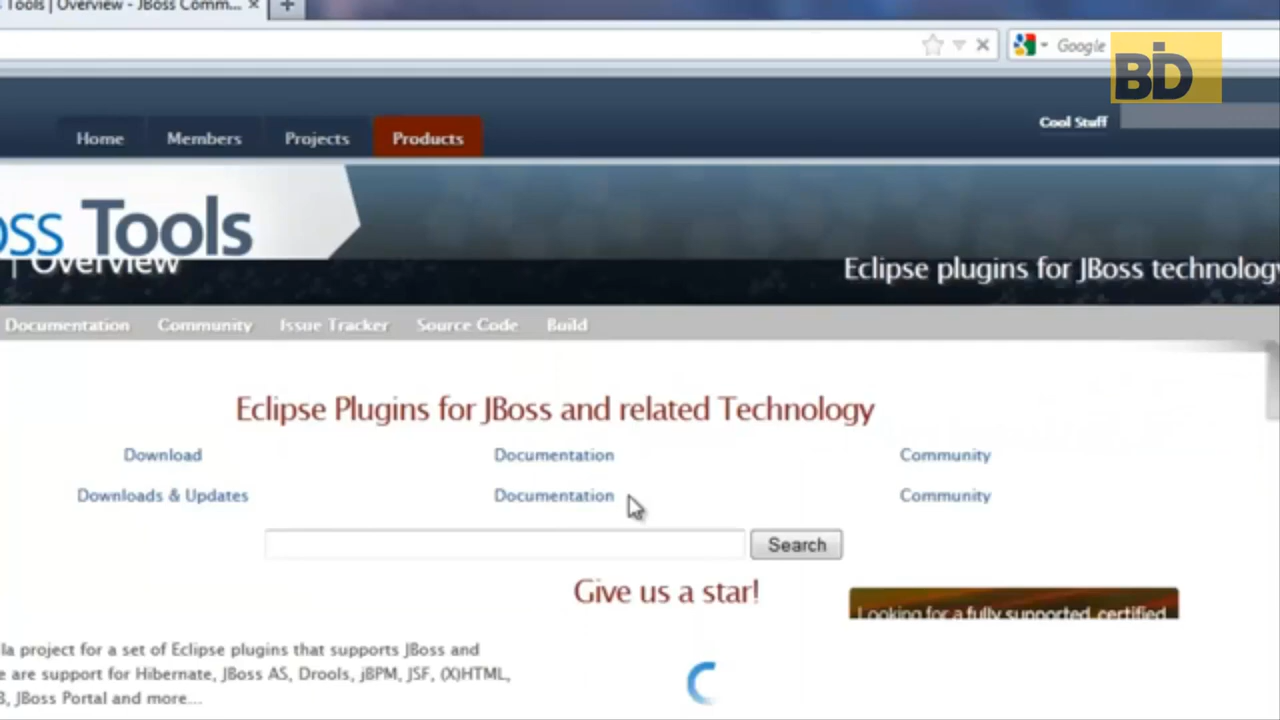 Tools | Overview - JBoss Comm...
Google
BID
Cool Stuff
Home Members Projects Products
oss Tools
| Overview
Eclipse plugins for JBoss technology
Documentation Community Issue Tracker Source Code Build
Eclipse Plugins for JBoss and related Technology
Download Documentation Community
Downloads & Updates Documentation Community
Search
Give us a star!
Looking for a fully supported, certified
lla project for a set of Eclipse plugins that supports JBoss and
e are support for Hibernate, JBoss AS, Drools, jBPM, JSF, (X)HTML,
B, JBoss Portal and more...